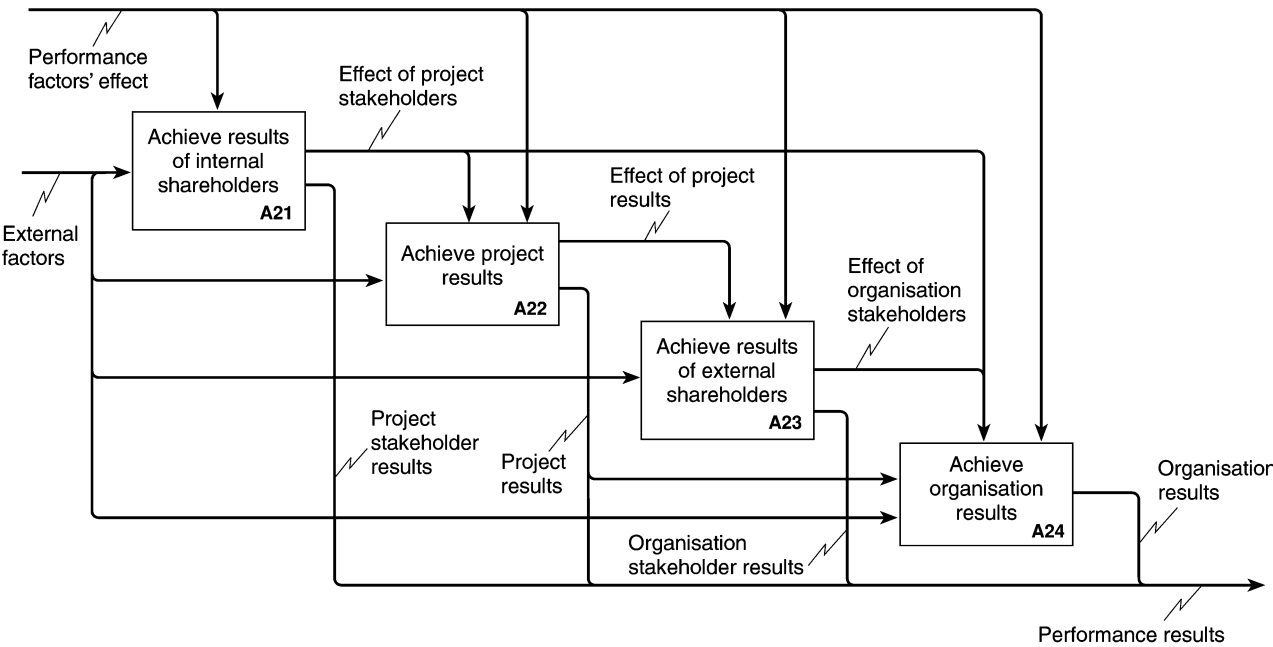 Performance
factors’ effect
Effect of project
stakeholders
Achieve results
of internal
shareholders
A21
Effect of project
results
External
factors
Achieve project
results
A22
Effect of
organisation
stakeholders
Achieve results
of external
shareholders
A23
Project
stakeholder
results
Project
results
Achieve
organisation
results
A24
Organisation
results
Organisation
stakeholder results
Performance results